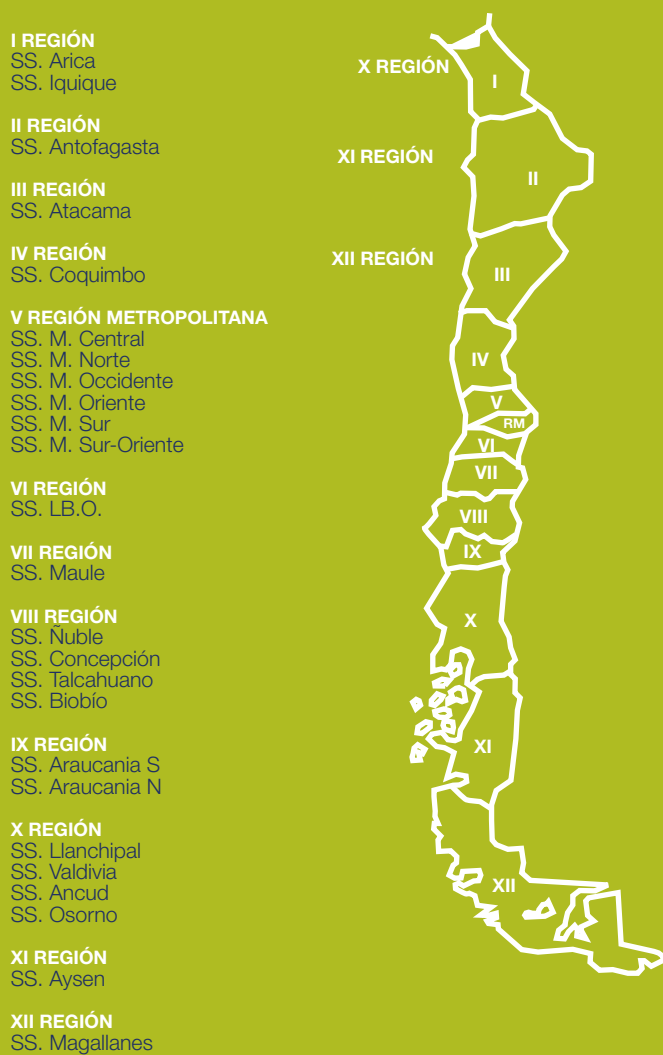 I REGIÓN
SS. Arica
SS. Iquique
II REGIÓN
SS. Antofagasta
III REGIÓN
SS. Atacama
IV REGIÓN
SS. Coquimbo
V REGIÓN METROPOLITANA
SS. M. Central
SS. M. Norte
SS. M. Occidente
SS. M. Oriente
SS. M. Sur
SS. M. Sur-Oriente
VI REGIÓN
SS. LB.O.
VII REGIÓN
SS. Maule
VIII REGIÓN
SS. Ñuble
SS. Concepción
SS. Talcahuano
SS. Biobío
IX REGIÓN
SS. Araucania S
SS. Araucania N
X REGIÓN
SS. Llanchipal
SS. Valdivia
SS. Ancud
SS. Osorno
XI REGIÓN
SS. Aysen
XII REGIÓN
SS. Magallanes
X REGIÓN
XI REGIÓN
XII REGIÓN
I
II
III
IV
V
RM
VI
VII
VIII
IX
X
XI
XII